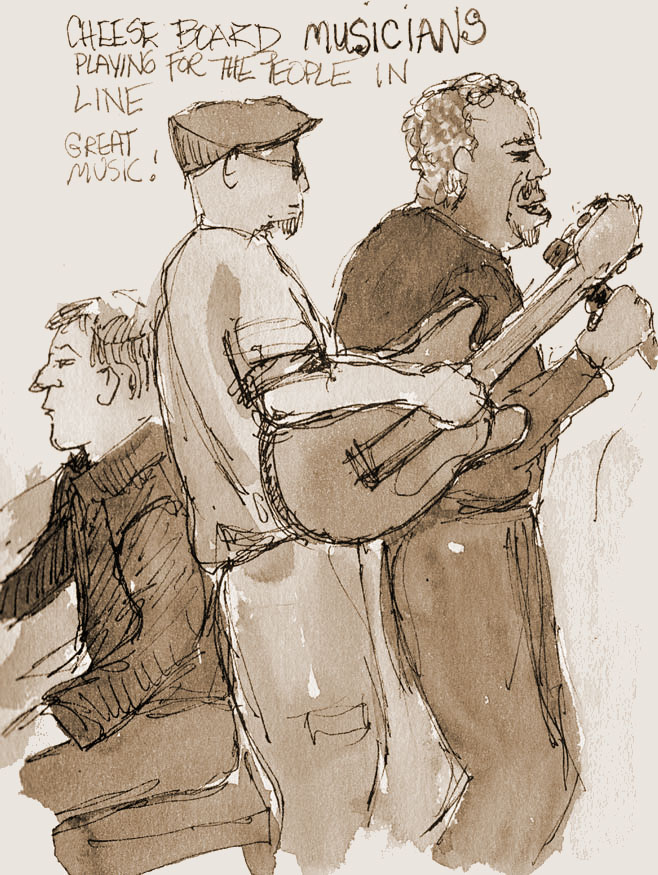 CHEESE BOARD MUSICIANS
PLAYING FOR THE PEOPLE IN
LINE
GREAT
MUSIC!